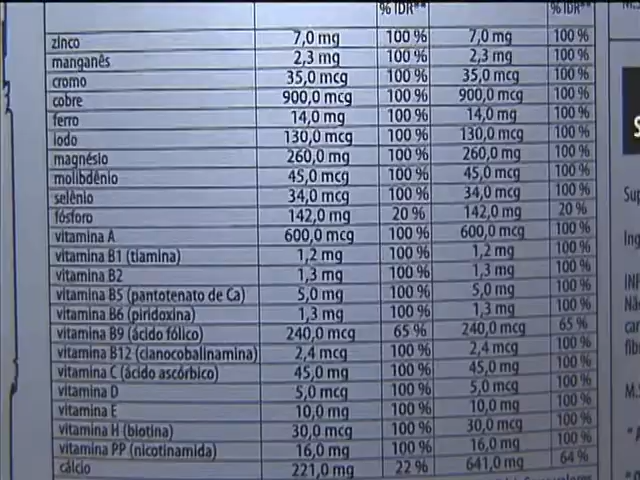 % IDR** % IDR**
zinco 7,0 mg 100 % 7,0 mg 100 %
manganês 2,3 mg 100 % 2,3 mg 100 %
cromo 35,0 mcg 100 % 35,0 mcg 100 %
cobre 900,0 mcg 100 % 900,0 mcg 100 %
ferro 14,0 mg 100 % 14,0 mg 100 %
iodo 130,0 mcg 100 % 130,0 mcg 100 %
magnésio 260,0 mg 100 % 260,0 mg 100 %
molibdênio 45,0 mcg 100 % 45,0 mcg 100 %
selênio 34,0 mcg 100 % 34,0 mcg 100 %
fósforo 142,0 mg 20 % 142,0 mg 20 %
vitamina A 600,0 mcg 100 % 600,0 mcg 100 %
vitamina B1 (tiamina) 1,2 mg 100 % 1,2 mg 100 %
vitamina B2 1,3 mg 100 % 1,3 mg 100 %
vitamina B5 (pantotenato de Ca) 5,0 mg 100 % 5,0 mg 100 %
vitamina B6 (piridoxina) 1,3 mg 100 % 1,3 mg 100 %
vitamina B9 (ácido fólico) 240,0 mcg 65 % 240,0 mcg 65 %
vitamina B12 (cianocobalinamina) 2,4 mcg 100 % 2,4 mcg 100 %
vitamina C (ácido ascórbico) 45,0 mg 100 % 45,0 mg 100 %
vitamina D 5,0 mcg 100 % 5,0 mcg 100 %
vitamina E 10,0 mg 100 % 10,0 mg 100 %
vitamina H (biotina) 30,0 mcg 100 % 30,0 mcg 100 %
vitamina PP (nicotinamida) 16,0 mg 100 % 16,0 mg 100 %
cálcio 221,0 mg 22 % 641,0 mg 64 %